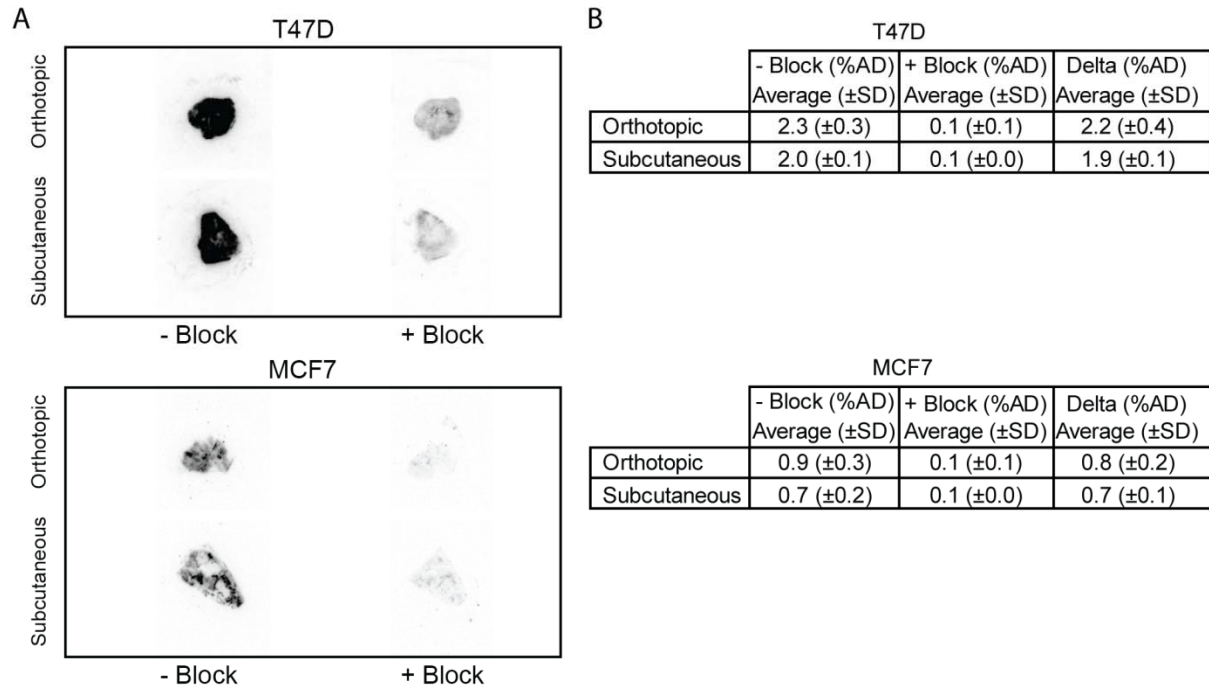 A
T47D
Orthotopic
Subcutaneous
- Block
+ Block
MCF7
Orthotopic
Subcutaneous
- Block
+ Block
B
T47D
- Block (%AD) + Block (%AD) Delta (%AD)
Average (±SD) Average (±SD) Average (±SD)
Orthotopic 2.3 (±0.3) 0.1 (±0.1) 2.2 (±0.4)
Subcutaneous 2.0 (±0.1) 0.1 (±0.0) 1.9 (±0.1)
MCF7
- Block (%AD) + Block (%AD) Delta (%AD)
Average (±SD) Average (±SD) Average (±SD)
Orthotopic 0.9 (±0.3) 0.1 (±0.1) 0.8 (±0.2)
Subcutaneous 0.7 (±0.2) 0.1 (±0.0) 0.7 (±0.1)